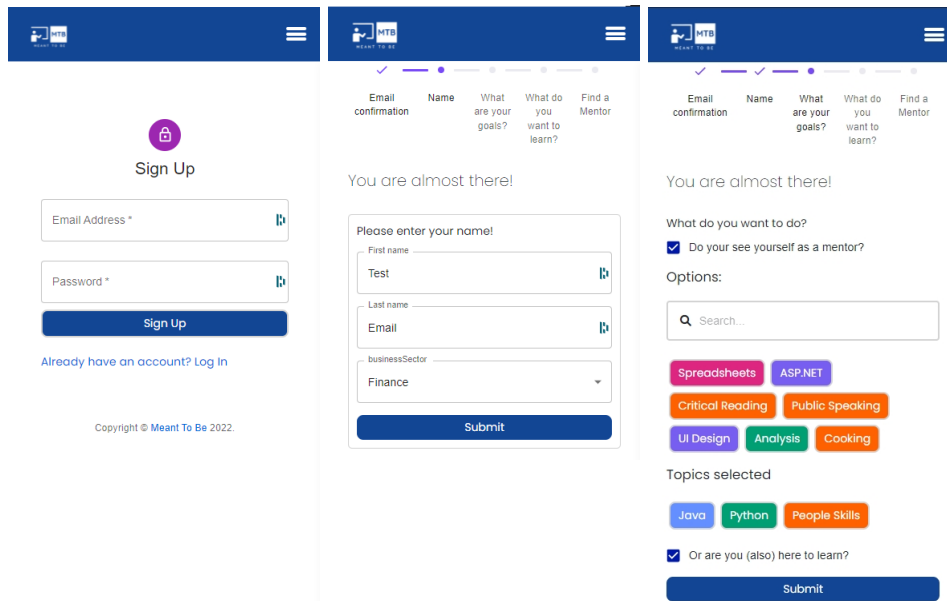 MTB
MEANT TO BE
Sign Up
Email Address *
Password *
Sign Up
Already have an account? Log In
Copyright © Meant To Be 2022.
MTB
MEANT TO BE
Email confirmation
Name
What are your goals?
What do you want to learn?
Find a Mentor
You are almost there!
Please enter your name!
First name
Test
Last name
Email
businessSector
Finance
Submit
MTB
MEANT TO BE
Email confirmation
Name
What are your goals?
What do you want to learn?
Find a Mentor
You are almost there!
What do you want to do?
Do your see yourself as a mentor?
Options:
Search...
Spreadsheets ASP.NET
Critical Reading Public Speaking
UI Design Analysis Cooking
Topics selected
Java Python People Skills
Or are you (also) here to learn?
Submit